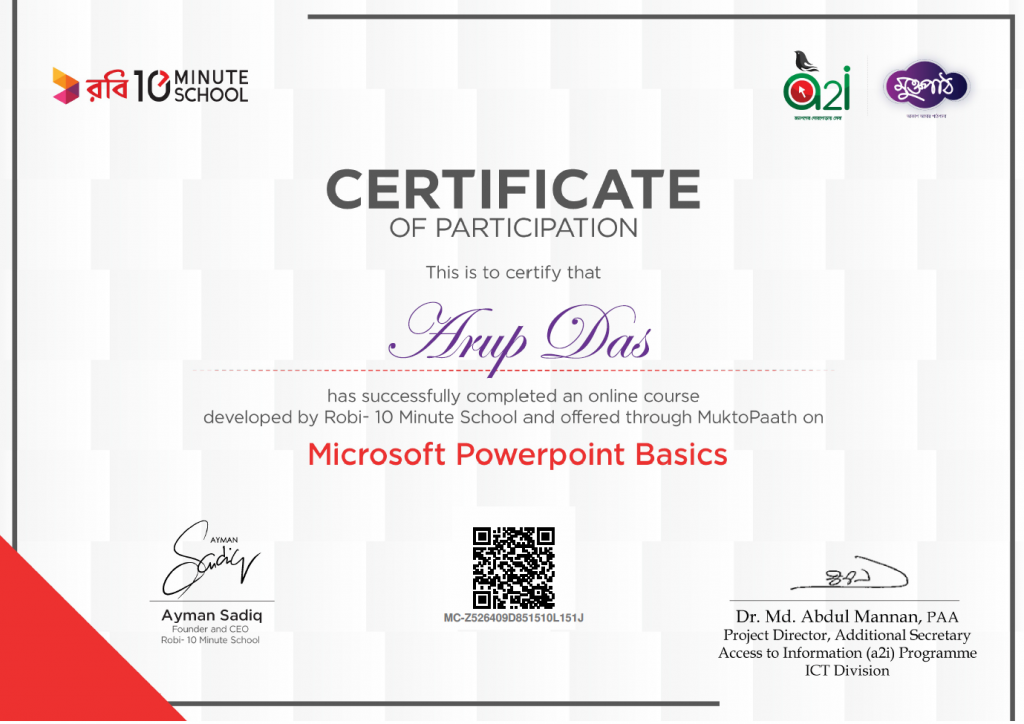 রবি 10 MINUTE SCHOOL
a2i
মুক্তপাঠ
CERTIFICATE
OF PARTICIPATION
This is to certify that
Arup Das
has successfully completed an online course
developed by Robi- 10 Minute School and offered through MuktoPaath on
Microsoft Powerpoint Basics
AYMAN
Sadiq
Ayman Sadiq
Founder and CEO
Robi- 10 Minute School
MC-Z526409D851510L151J
Dr. Md. Abdul Mannan, PAA
Project Director, Additional Secretary
Access to Information (a2i) Programme
ICT Division